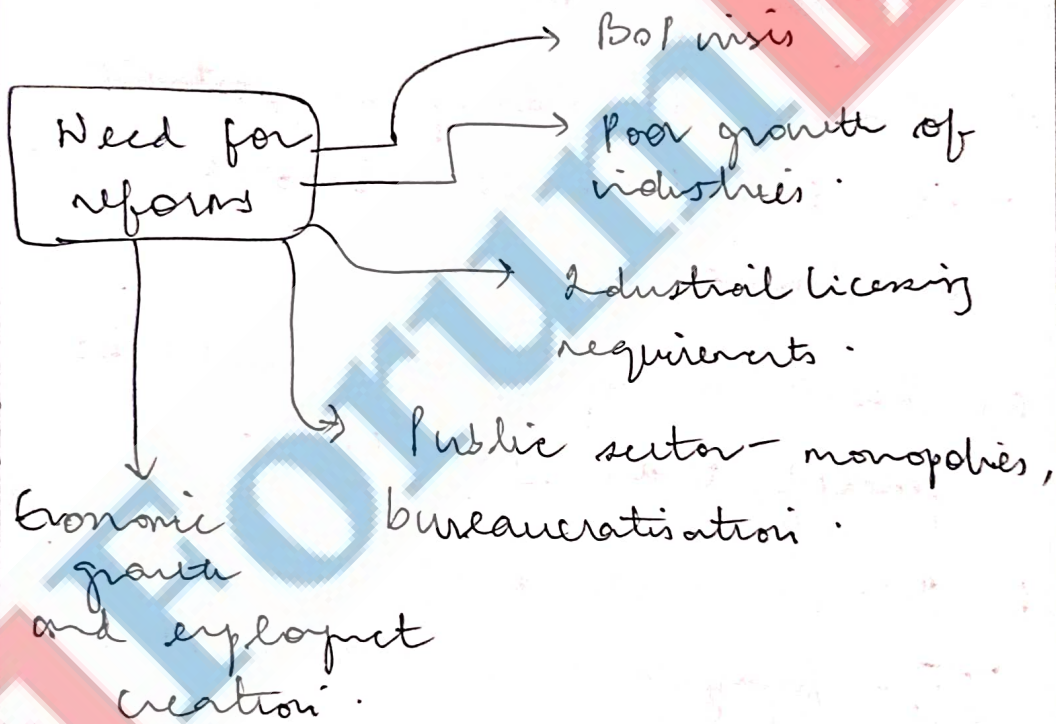 BoP crisis
Need for
reforms
Poor growth of
industries.
Industrial licensing
requirements.
Public sector - monopolies,
bureaucratisation.
Economic
growth
and employment
creation.
Forum